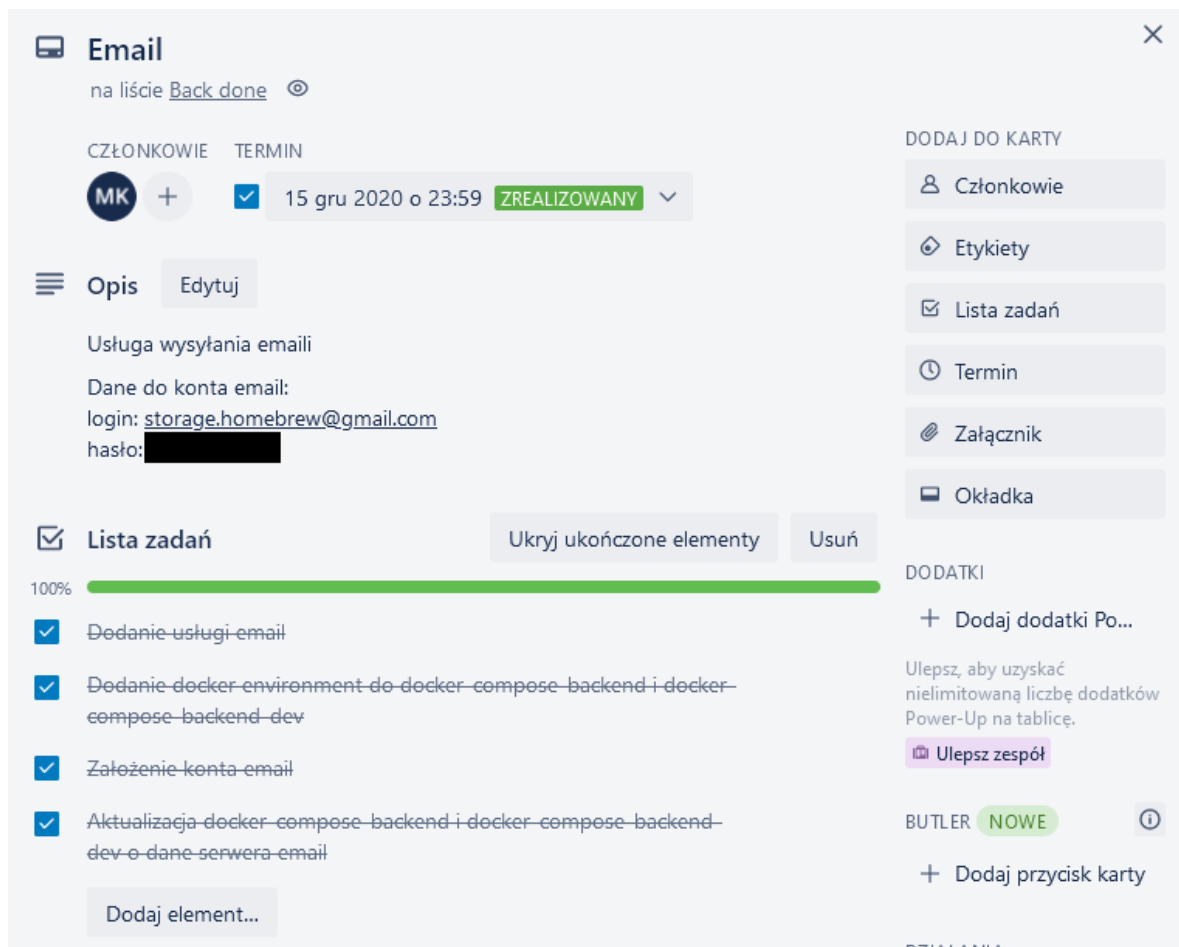 Email
na liście Back done
CZŁONKOWIE TERMIN
MK
15 gru 2020 o 23:59 ZREALIZOWANY
Opis Edytuj
Usługa wysyłania emaili
Dane do konta email:
login: storage.homebrew@gmail.com
hasło:
Lista zadań Ukryj ukończone elementy Usuń
100%
Dodanie usługi email
Dodanie docker environment do docker-compose-backend i docker-
compose-backend-dev
Założenie konta email
Aktualizacja docker-compose-backend i docker-compose-backend-
dev o dane serwera email
Dodaj element...
DODAJ DO KARTY
Członkowie
Etykiety
Lista zadań
Termin
Załącznik
Okładka
DODATKI
+ Dodaj dodatki Po...
Ulepsz, aby uzyskać
nielimitowaną liczbę dodatków
Power-Up na tablicę.
Ulepsz zespół
BUTLER NOWE
+ Dodaj przycisk karty